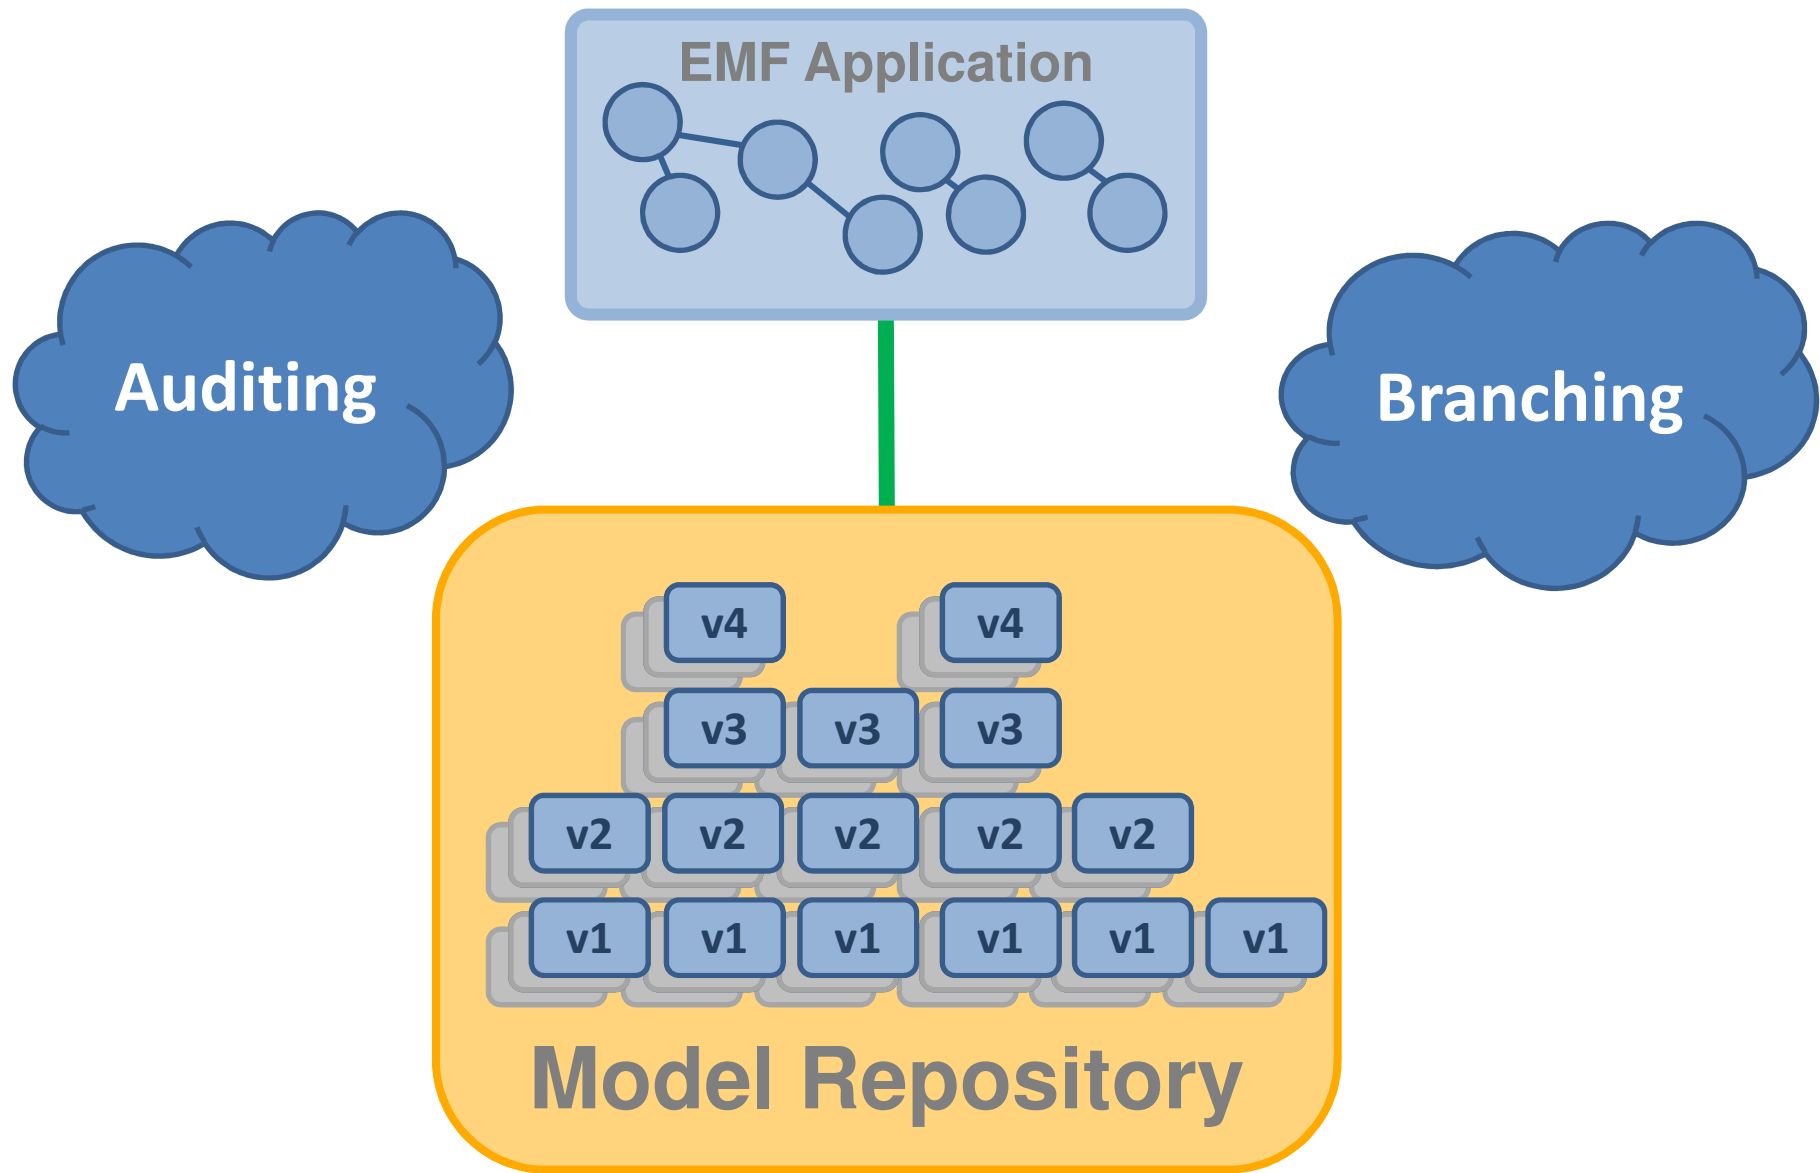 EMF Application
Auditing
Branching
v4 v4
v3 v3 v3
v2 v2 v2 v2 v2
v1 v1 v1 v1 v1 v1
Model Repository